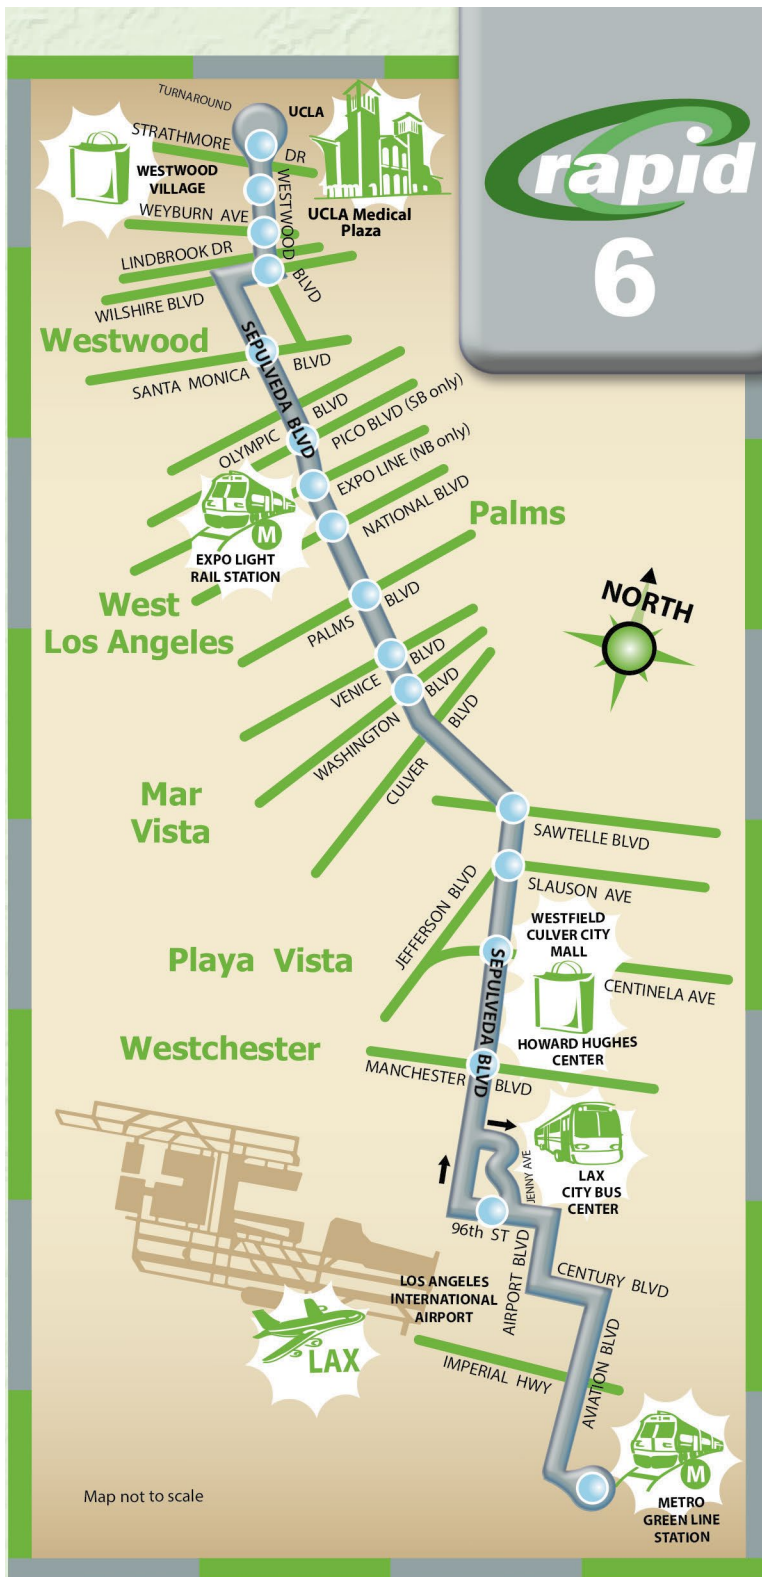 rapid
6
TURNAROUND
UCLA
STRATHMORE DR
WESTWOOD
VILLAGE
WESTWOOD BLVD
UCLA Medical
Plaza
WEYBURN AVE
LINDBROOK DR
WILSHIRE BLVD
Westwood
SEPULVEDA BLVD
SANTA MONICA BLVD
OLYMPIC BLVD
PICO BLVD (SB only)
EXPO LINE (NB only)
NATIONAL BLVD
M
EXPO LIGHT
RAIL STATION
Palms
West
Los Angeles
NORTH
PALMS BLVD
VENICE BLVD
WASHINGTON BLVD
CULVER BLVD
Mar
Vista
SAWTELLE BLVD
SLAUSON AVE
JEFFERSON BLVD
WESTFIELD
CULVER CITY
MALL
Playa Vista
SEPULVEDA BLVD
CENTINELA AVE
HOWARD HUGHES
CENTER
Westchester
MANCHESTER BLVD
JENNY AVE
LAX
CITY BUS
CENTER
96th ST
AIRPORT BLVD
CENTURY BLVD
LOS ANGELES
INTERNATIONAL
AIRPORT
LAX
IMPERIAL HWY
AVIATION BLVD
M
METRO
GREEN LINE
STATION
Map not to scale